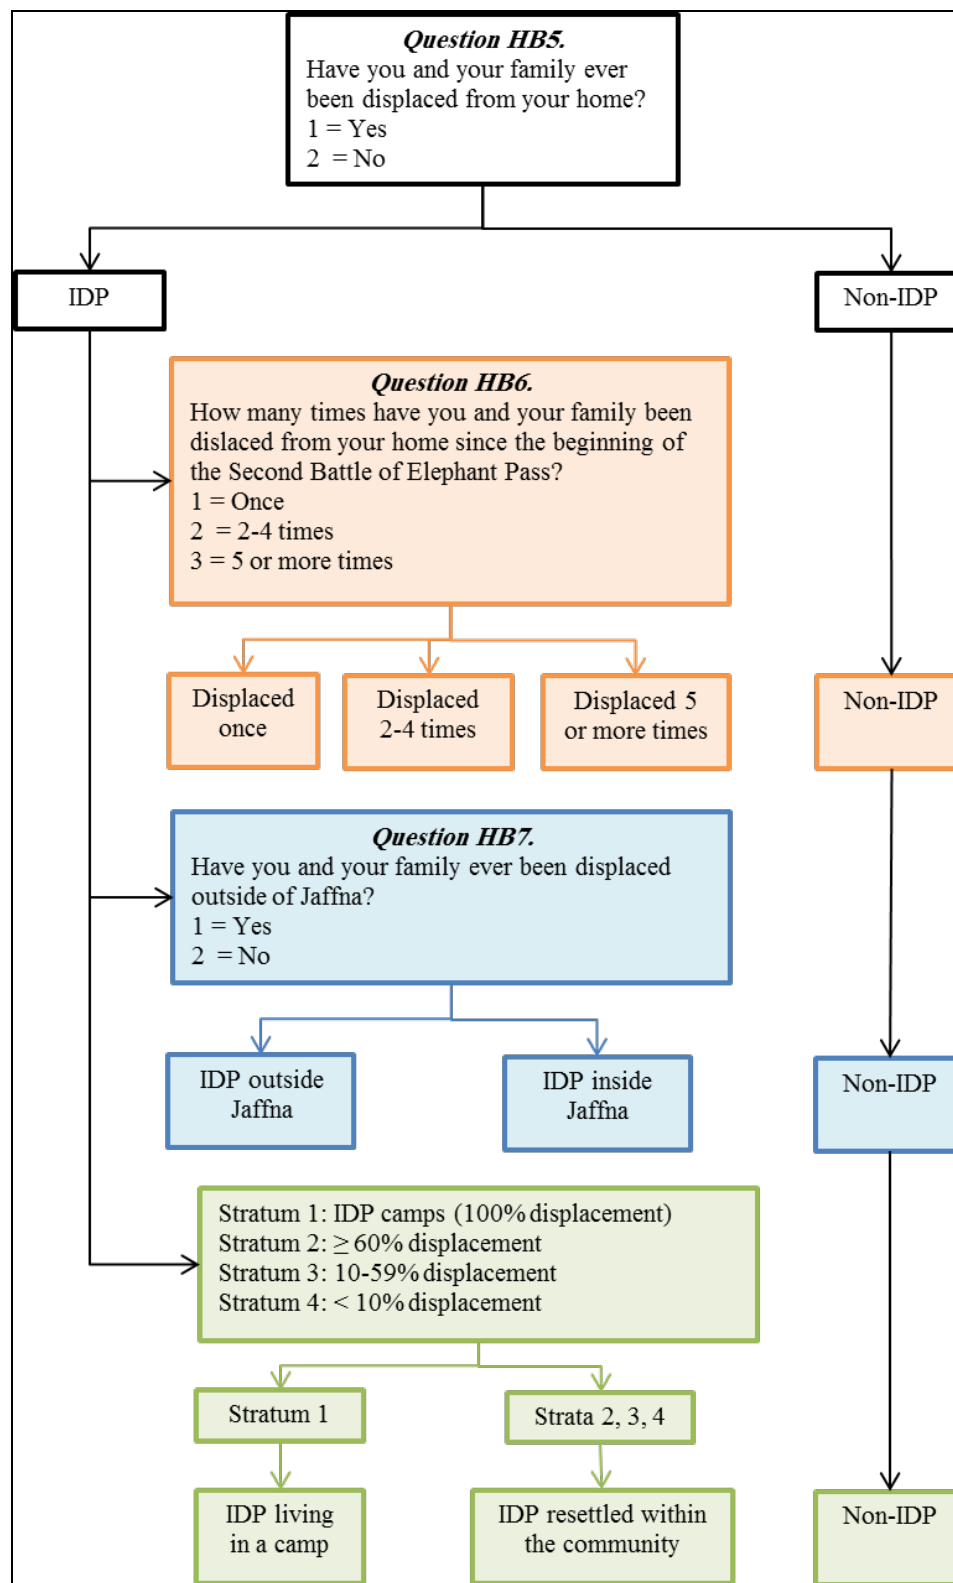 Question HB5.
Have you and your family ever
been displaced from your home?
1 = Yes
2 = No
IDP
Non-IDP
Question HB6.
How many times have you and your family been
dislaced from your home since the beginning of
the Second Battle of Elephant Pass?
1 = Once
2 = 2-4 times
3 = 5 or more times
Displaced
once
Displaced
2-4 times
Displaced 5
or more times
Non-IDP
Question HB7.
Have you and your family ever been displaced
outside of Jaffna?
1 = Yes
2 = No
IDP outside
Jaffna
IDP inside
Jaffna
Non-IDP
Stratum 1: IDP camps (100% displacement)
Stratum 2: ≥ 60% displacement
Stratum 3: 10-59% displacement
Stratum 4: < 10% displacement
Stratum 1
Strata 2, 3, 4
IDP living
in a camp
IDP resettled within
the community
Non-IDP